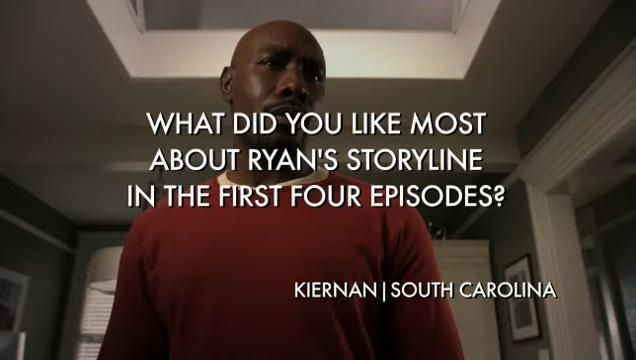 WHAT DID YOU LIKE MOST
ABOUT RYAN'S STORYLINE
IN THE FIRST FOUR EPISODES?
KIERNAN | SOUTH CAROLINA